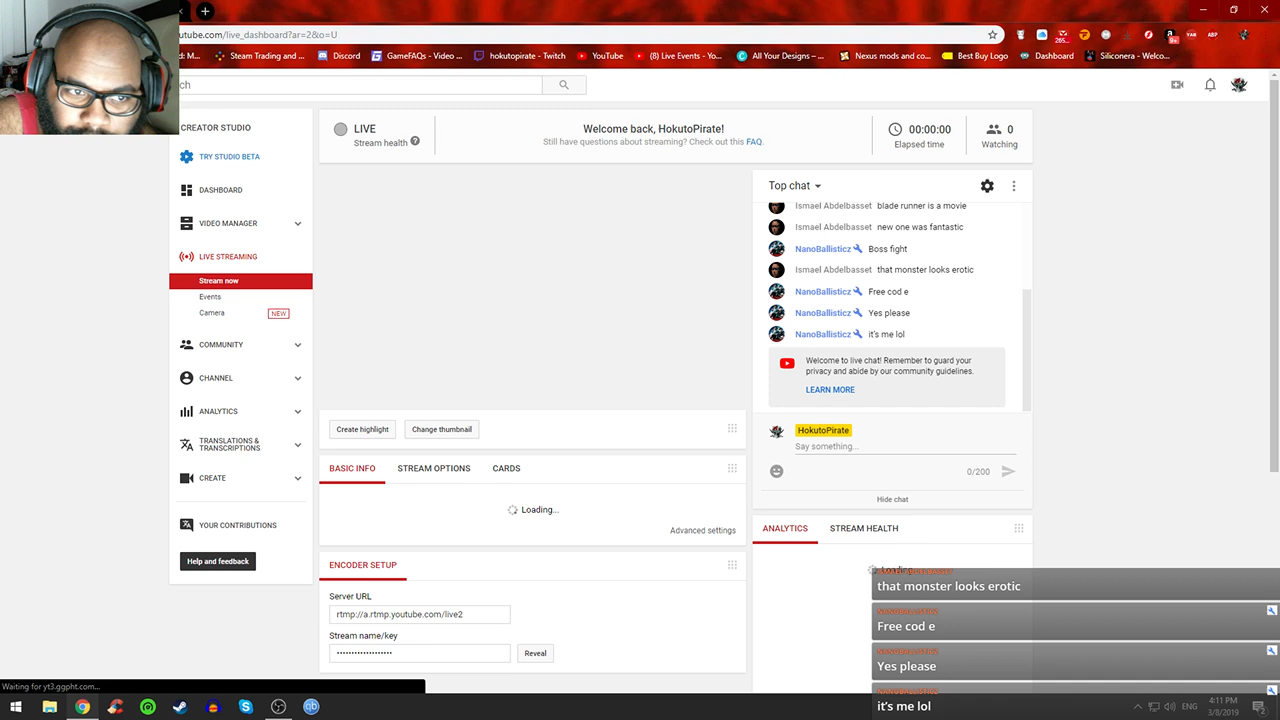 utube.com/live_dashboard?ar=2&o=U
Steam Trading and ...
Discord
GameFAQs - Video ...
hokutopirate - Twitch
YouTube
(8) Live Events - Yo...
All Your Designs – ...
Nexus mods and co...
Best Buy Logo
Dashboard
Siliconera - Welco...
ch
CREATOR STUDIO
TRY STUDIO BETA
DASHBOARD
VIDEO MANAGER
LIVE STREAMING
Stream now
Events
Camera
NEW
COMMUNITY
CHANNEL
ANALYTICS
TRANSLATIONS &
TRANSCRIPTIONS
CREATE
YOUR CONTRIBUTIONS
Help and feedback
LIVE
Stream health
Welcome back, HokutoPirate!
Still have questions about streaming? Check out this FAQ.
00:00:00
Elapsed time
0
Watching
Create highlight
Change thumbnail
BASIC INFO STREAM OPTIONS CARDS
Loading...
Advanced settings
ENCODER SETUP
Server URL
rtmp://a.rtmp.youtube.com/live2
Stream name/key
Reveal
Top chat
Ismael Abdelbasset blade runner is a movie
Ismael Abdelbasset new one was fantastic
NanoBallisticz Boss fight
Ismael Abdelbasset that monster looks erotic
NanoBallisticz Free cod e
NanoBallisticz Yes please
NanoBallisticz it's me lol
Welcome to live chat! Remember to guard your
privacy and abide by our community guidelines.
LEARN MORE
HokutoPirate
Say something...
0/200
Hide chat
ANALYTICS STREAM HEALTH
that monster looks erotic
NANOBALLISTICZ
Free cod e
NANOBALLISTICZ
Yes please
NANOBALLISTICZ
it's me lol
Waiting for yt3.ggpht.com...
ENG
4:11 PM
3/8/2019